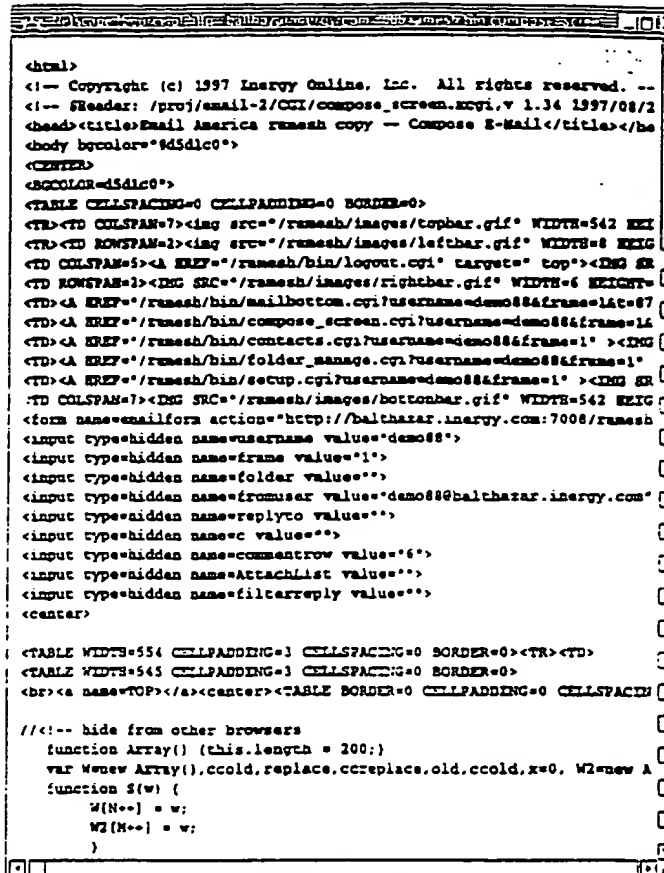 <html>
<!-- Copyright (c) 1997 Inergy Online, Inc. All rights reserved. --
<!-- $Header: /proj/email-2/CGI/compose_screen.xcgi,v 1.34 1997/08/2
<head><title>Email America ramesh copy -- Compose E-Mail</title></he
<body bgcolor="#d5d1c0">
<CENTER>
<BGCOLOR=d5d1c0">
<TABLE CELLSPACING=0 CELLPADDING=0 BORDER=0>
<TR><TD COLSPAN=7><img src="/ramesh/images/topbar.gif" WIDTH=542 HEI
<TR><TD ROWSPAN=2><img src="/ramesh/images/leftbar.gif" WIDTH=8 HEIG
<TD COLSPAN=5><A HREF="/ramesh/bin/logout.cgi" target="_top"><IMG SR
<TD ROWSPAN=2><IMG SRC="/ramesh/images/rightbar.gif" WIDTH=6 HEIGHT=
<TD><A HREF="/ramesh/bin/mailbottom.cgi?username=demo88&frame=1&t=87
<TD><A HREF="/ramesh/bin/compose_screen.cgi?username=demo88&frame=1&
<TD><A HREF="/ramesh/bin/contacts.cgi?username=demo88&frame=1" ><IMG
<TD><A HREF="/ramesh/bin/folder_manage.cgi?username=demo88&frame=1"
<TD><A HREF="/ramesh/bin/setup.cgi?username=demo88&frame=1" ><IMG SR
TD COLSPAN=7><IMG SRC="/ramesh/images/bottombar.gif" WIDTH=542 HEIG
<form name=emailform action="http://balthazar.inergy.com:7008/ramesh
<input type=hidden name=username value="demo88">
<input type=hidden name=frame value="1">
<input type=hidden name=folder value="">
<input type=hidden name=fromuser value="demo88@balthazar.inergy.com"
<input type=hidden name=replyto value="">
<input type=hidden name=c value="">
<input type=hidden name=commentrow value="6">
<input type=hidden name=AttachList value="">
<input type=hidden name=filterreply value="">
<center>
<TABLE WIDTH=554 CELLPADDING=3 CELLSPACING=0 BORDER=0><TR><TD>
<TABLE WIDTH=545 CELLPADDING=3 CELLSPACING=0 BORDER=0>
<br><a name=TOP></a><center><TABLE BORDER=0 CELLPADDING=0 CELLSPACIN
//<!-- hide from other browsers
function Array() {this.length = 200;}
var W=new Array(),ccold,replace,ccreplace,old,ccold,x=0, W2=new A
function S(w) {
W[N++] = w;
W2[M++] = w;
}